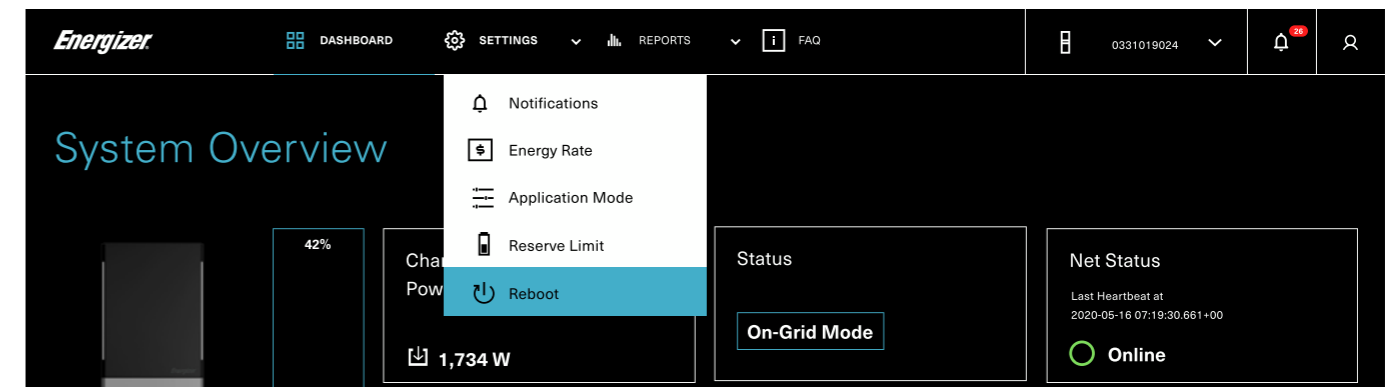 Energizer.
DASHBOARD
SETTINGS
REPORTS
i FAQ
0331019024
26
Notifications
$ Energy Rate
Application Mode
Reserve Limit
Reboot
System Overview
42%
Cha
Pow
1,734 W
Status
On-Grid Mode
Net Status
Last Heartbeat at
2020-05-16 07:19:30.661+00
Online